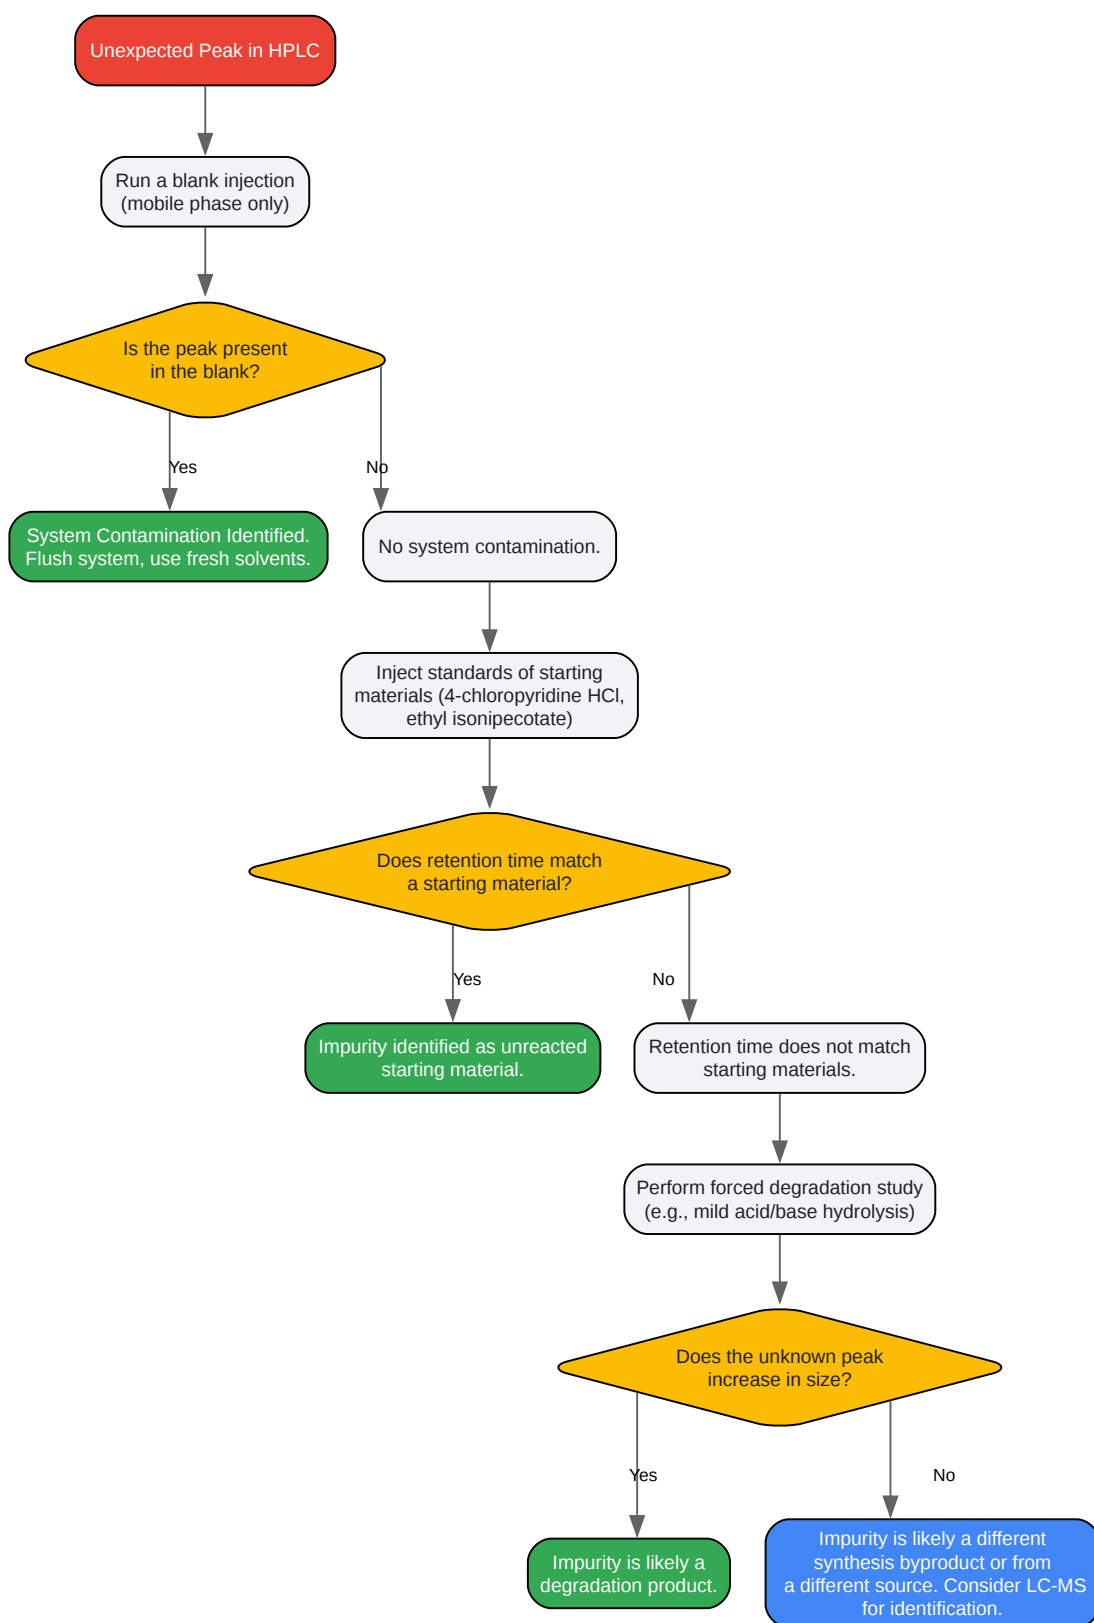 Unexpected Peak in HPLC
Run a blank injection
(mobile phase only)
Is the peak present
in the blank?
Yes
No
System Contamination Identified.
Flush system, use fresh solvents.
No system contamination.
Inject standards of starting
materials (4-chloropyridine HCl,
ethyl isonipecotate)
Does retention time match
a starting material?
Yes
No
Impurity identified as unreacted
starting material.
Retention time does not match
starting materials.
Perform forced degradation study
(e.g., mild acid/base hydrolysis)
Does the unknown peak
increase in size?
Yes
No
Impurity is likely a
degradation product.
Impurity is likely a different
synthesis byproduct or from
a different source. Consider LC-MS
for identification.